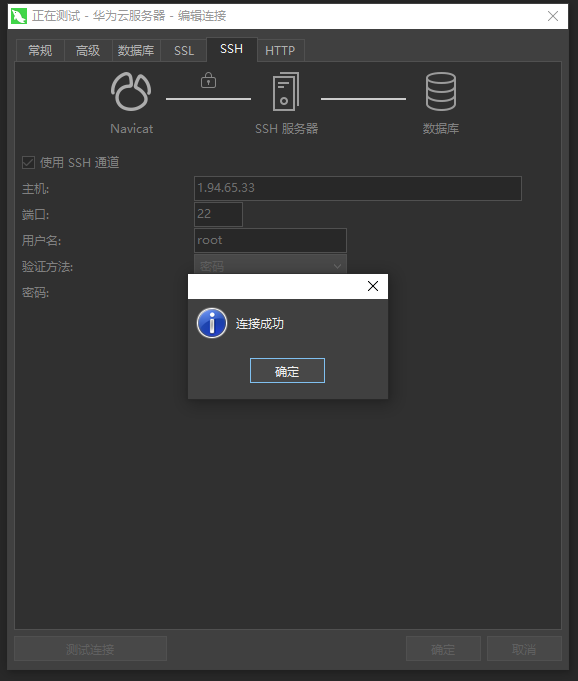 正在测试 - 华为云服务器 - 编辑连接
常规 高级 数据库 SSL SSH HTTP
Navicat SSH 服务器 数据库
使用 SSH 通道
主机: 1.94.65.33
端口: 22
用户名: root
验证方法: 密码
密码:
连接成功
确定
测试连接 确定 取消